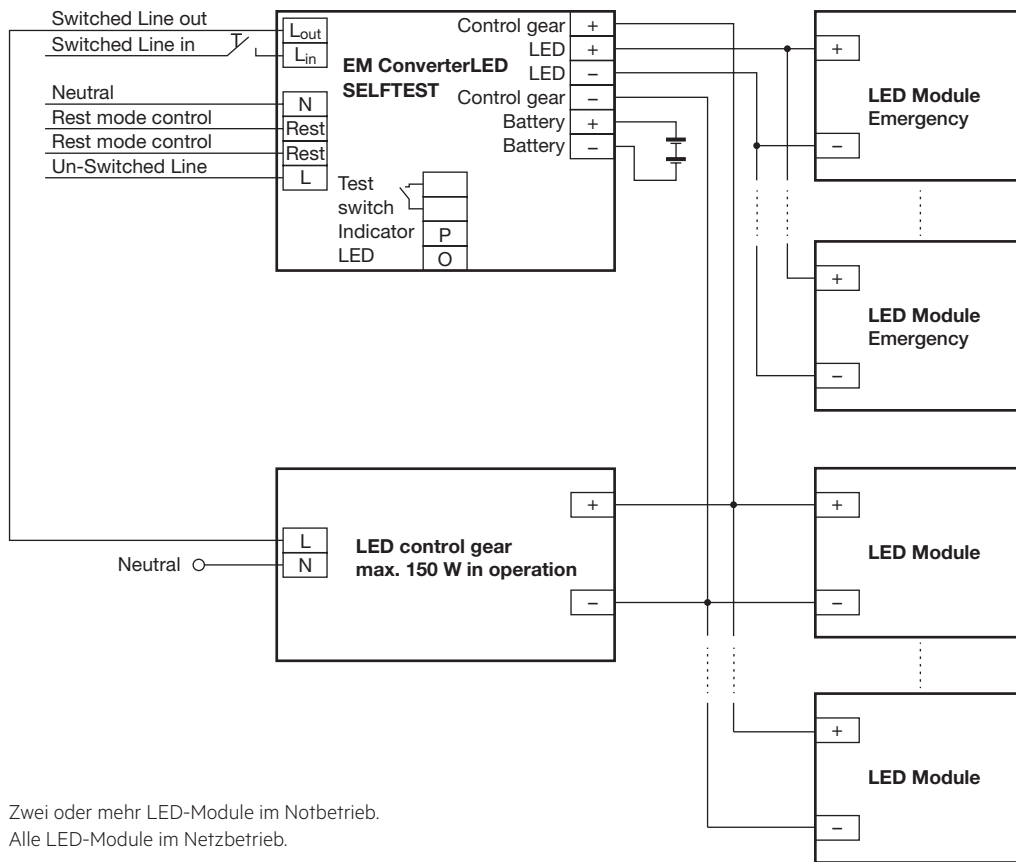 Switched Line out
Switched Line in
Neutral
Rest mode control
Rest mode control
Un-Switched Line
Lout
Lin
N
Rest
Rest
L
EM ConverterLED
SELFTEST
Test
switch
Indicator
LED
P
O
Control gear +
LED +
LED −
Control gear −
Battery +
Battery −
+
−
LED Module
Emergency
+
−
LED Module
Emergency
Neutral
L
N
LED control gear
max. 150 W in operation
+
−
+
−
LED Module
+
−
LED Module
Zwei oder mehr LED-Module im Notbetrieb.
Alle LED-Module im Netzbetrieb.